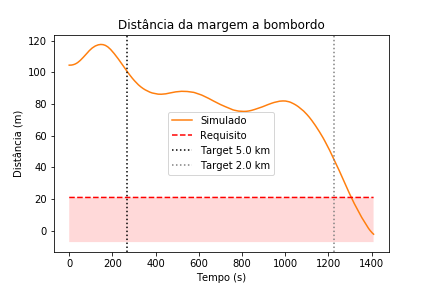 Distância da margem a bombordo
Distância (m)
120
100
80
60
40
20
0
Simulado
Requisito
Target 5.0 km
Target 2.0 km
0 200 400 600 800 1000 1200 1400
Tempo (s)